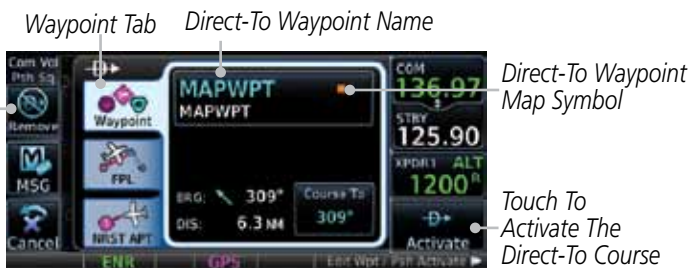 Waypoint Tab
Direct-To Waypoint Name
Com Vol
Psh Sq
Remove
MSG
Cancel
Waypoint
FPL
NRST APT
MAPWPT
MAPWPT
BRG: 309°
DIS: 6.3 NM
Course To
309°
COM
136.97
STBY
125.90
XPDR1 ALT
1200 R
Activate
ENR
GPS
Edit Wpt / Psh Activate
Direct-To Waypoint
Map Symbol
Touch To
Activate The
Direct-To Course